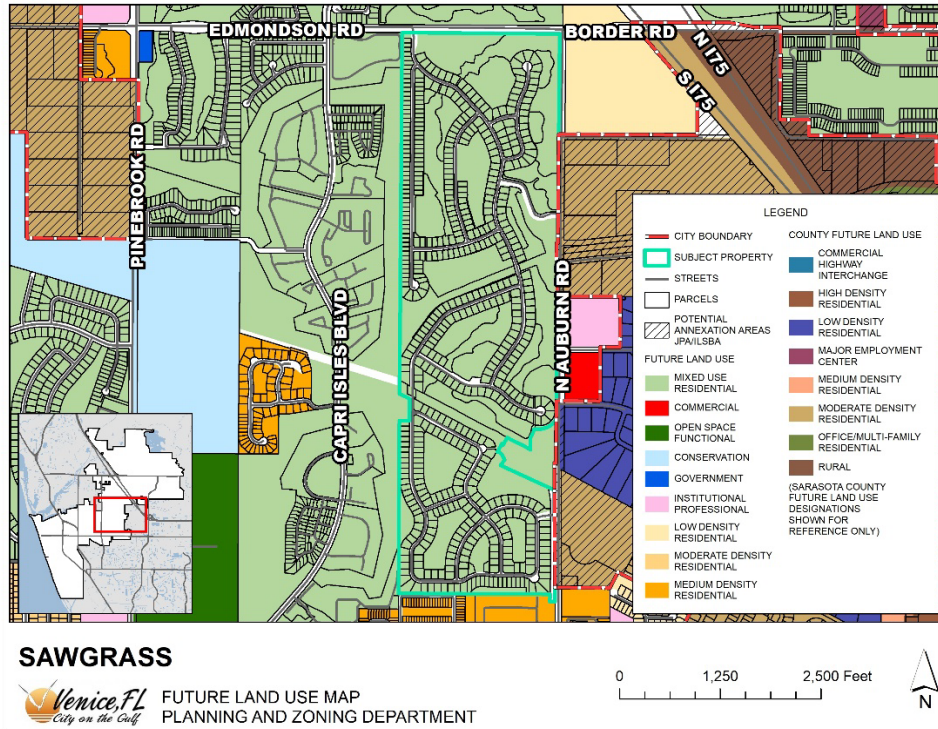 EDMONDSON RD
BORDER RD
N I75
S I75
PINEBROOK RD
CAPRI ISLES BLVD
N AUBURN RD
LEGEND
CITY BOUNDARY
SUBJECT PROPERTY
STREETS
PARCELS
POTENTIAL
ANNEXATION AREAS
JPA/ILSBA
FUTURE LAND USE
MIXED USE
RESIDENTIAL
COMMERCIAL
OPEN SPACE
FUNCTIONAL
CONSERVATION
GOVERNMENT
INSTITUTIONAL
PROFESSIONAL
LOW DENSITY
RESIDENTIAL
MODERATE DENSITY
RESIDENTIAL
MEDIUM DENSITY
RESIDENTIAL
COUNTY FUTURE LAND USE
COMMERCIAL
HIGHWAY
INTERCHANGE
HIGH DENSITY
RESIDENTIAL
LOW DENSITY
RESIDENTIAL
MAJOR EMPLOYMENT
CENTER
MEDIUM DENSITY
RESIDENTIAL
MODERATE DENSITY
RESIDENTIAL
OFFICE/MULTI-FAMILY
RESIDENTIAL
RURAL
(SARASOTA COUNTY
FUTURE LAND USE
DESIGNATIONS
SHOWN FOR
REFERENCE ONLY)
SAWGRASS
Venice, FL
City on the Gulf
FUTURE LAND USE MAP
PLANNING AND ZONING DEPARTMENT
0 1,250 2,500 Feet
N